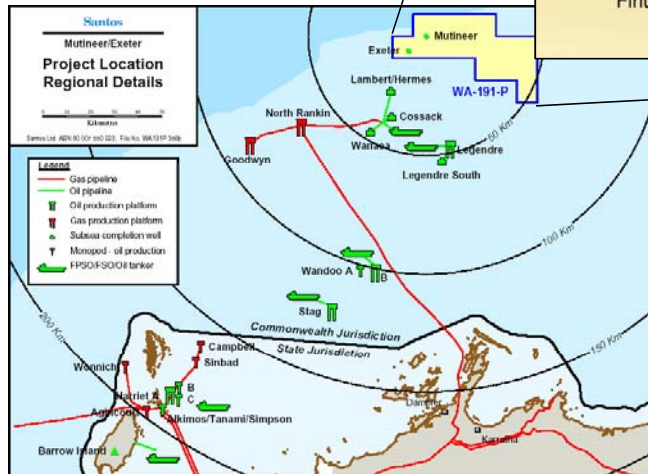 Santos
Mutineer/Exeter
Project Location
Regional Details
Kilometres
Legend
Gas pipeline
Oil pipeline
Oil production platform
Gas production platform
Subsea completion well
Monopod - oil production
FPSO/FSO/Oil tanker
Mutineer
Exeter
WA-191-P
Lambert/Hermes
North Rankin
Cossack
Wanaea
Goodwyn
Legendre
Legendre South
50 Km
100 Km
Wandoo A
B
Stag
Commonwealth Jurisdiction
State Jurisdiction
150 Km
200 Km
Campbell
Sinbad
Wonnich
Harriet A
B
C
Agincourt
Alkimos/Tanami/Simpson
Dampier
Karratha
Barrow Island